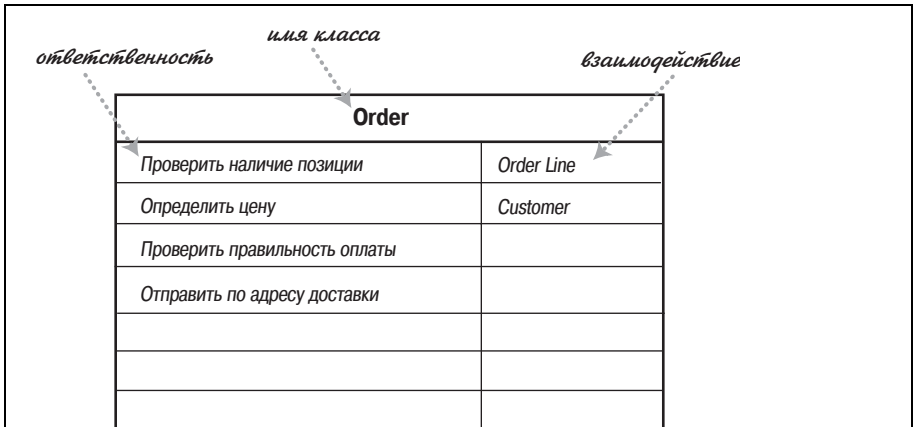 имя класса
ответственность
взаимодействие
Order
Проверить наличие позиции Order Line
Определить цену Customer
Проверить правильность оплаты
Отправить по адресу доставки